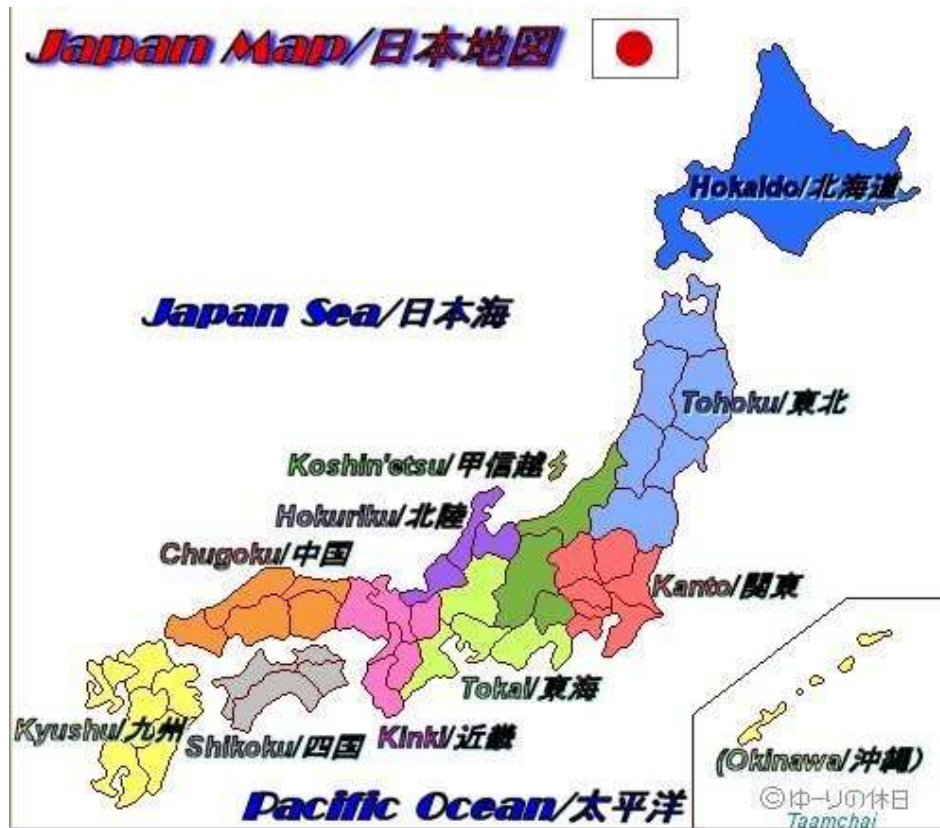 Japan Map/日本地図
Hokaido/北海道
Japan Sea/日本海
Tohoku/東北
Koshin'etsu/甲信越
Hokuriku/北陸
Chugoku/中国
Kanto/関東
Tokai/東海
Kyushu/九州
Shikoku/四国
Kinki/近畿
(Okinawa/沖縄)
Pacific Ocean/太平洋
©ゆーりの休日
Taamchai